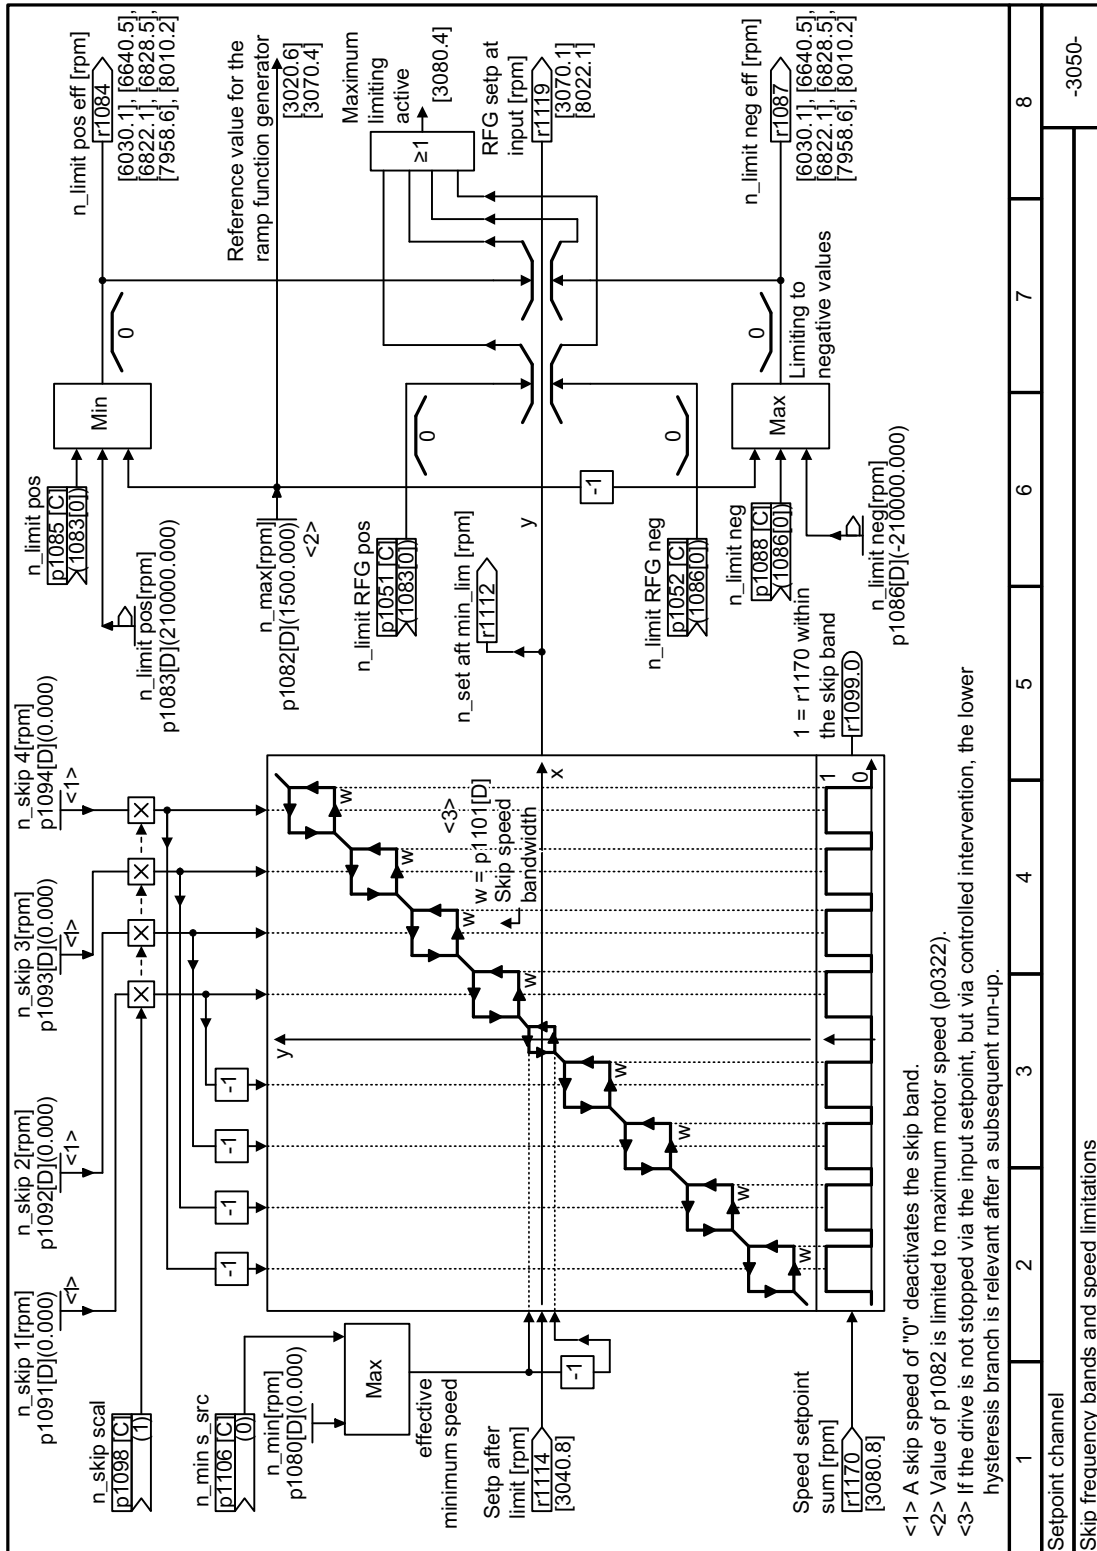 n_skip 1[rpm]
p1091[D](0.000)
<1>
n_skip 2[rpm]
p1092[D](0.000)
<1>
n_skip 3[rpm]
p1093[D](0.000)
<1>
n_skip 4[rpm]
p1094[D](0.000)
<1>
n_skip scal
p1098 [C]
(1)
n_min s_src
p1106 [C]
(0)
n_min[rpm]
p1080[D](0.000)
Max
effective
minimum speed
Setp after
limit [rpm]
r1114
[3040.8]
Speed setpoint
sum [rpm]
r1170
[3080.8]
-1
-1
-1
-1
-1
y
x
w
w
w
w
w
w
w
w
<3>
w = p1101[D]
Skip speed
bandwidth
1
0
1 = r1170 within
the skip band
r1099.0
n_limit pos
p1085 [C]
(1083[0])
n_limit pos[rpm]
p1083[D](210000.000)
n_max[rpm]
p1082[D](1500.000)
<2>
n_limit RFG pos
p1051 [C]
(1083[0])
n_set aft min_lim [rpm]
r1112
y
n_limit RFG neg
p1052 [C]
(1086[0])
n_limit neg
p1088 [C]
(1086[0])
n_limit neg[rpm]
p1086[D](-210000.000)
Min
0
0
-1
0
Max
0
Limiting to
negative values
n_limit pos eff [rpm]
r1084
[6030.1], [6640.5],
[6822.1], [6828.5],
[7958.6], [8010.2]
Reference value for the
ramp function generator
[3020.6]
[3070.4]
Maximum
limiting
active
≥1
[3080.4]
RFG setp at
input [rpm]
r1119
[3070.1]
[8022.1]
n_limit neg eff [rpm]
r1087
[6030.1], [6640.5],
[6822.1], [6828.5],
[7958.6], [8010.2]
<1> A skip speed of "0" deactivates the skip band.
<2> Value of p1082 is limited to maximum motor speed (p0322).
<3> If the drive is not stopped via the input setpoint, but via controlled intervention, the lower
hysteresis branch is relevant after a subsequent run-up.
1 2 3 4 5 6 7 8
Setpoint channel
Skip frequency bands and speed limitations
-3050-